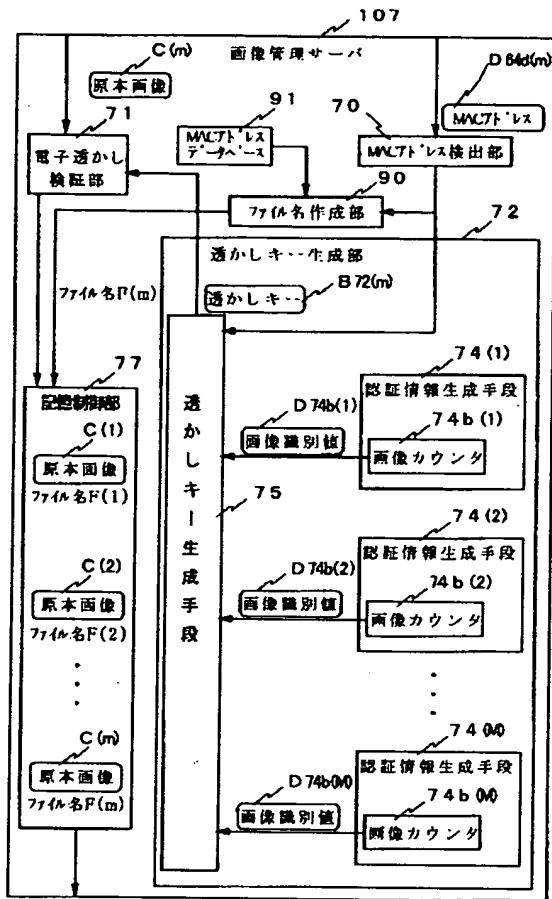 107
画像管理サーバ
C(m)
原本画像
D 64d(m)
MACアドレス
71
電子透かし
検証部
91
MACアドレス
データベース
70
MACアドレス検出部
90
ファイル名作成部
72
透かしキー生成部
透かしキー
B72(m)
ファイル名F(m)
77
記憶制御部
C(1)
原本画像
ファイル名F(1)
C(2)
原本画像
ファイル名F(2)
C(m)
原本画像
ファイル名F(m)
透かしキー生成手段
75
74(1)
認証情報生成手段
74b(1)
画像カウンタ
D74b(1)
画像識別値
74(2)
認証情報生成手段
74b(2)
画像カウンタ
D74b(2)
画像識別値
74(M)
認証情報生成手段
74b(M)
画像カウンタ
D74b(M)
画像識別値